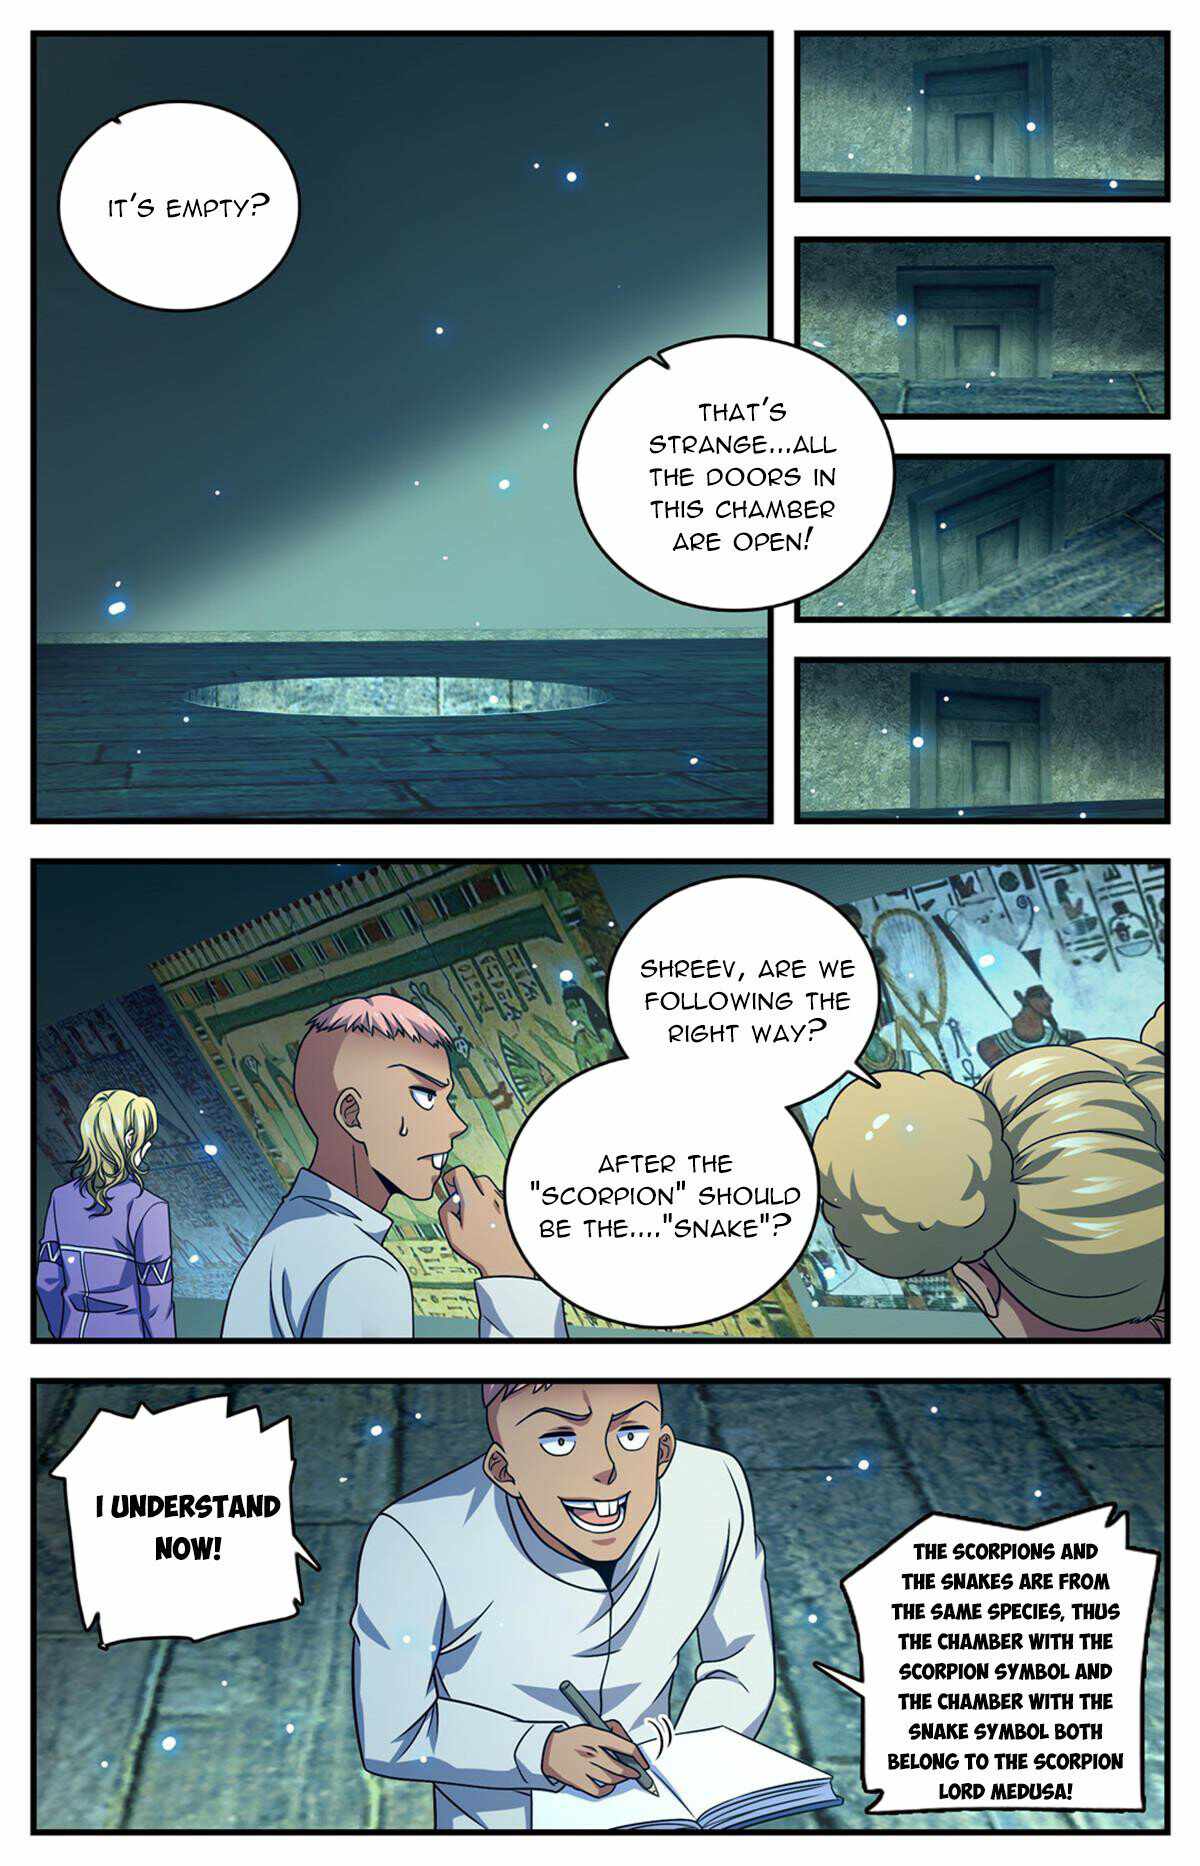 IT'S EMPTY?
THAT'S
STRANGE...ALL
THE DOORS IN
THIS CHAMBER
ARE OPEN!
SHREEV, ARE WE
FOLLOWING THE
RIGHT WAY?
AFTER THE
"SCORPION" SHOULD
BE THE...."SNAKE"?
I UNDERSTAND
NOW!
THE SCORPIONS AND
THE SNAKES ARE FROM
THE SAME SPECIES, THUS
THE CHAMBER WITH THE
SCORPION SYMBOL AND
THE CHAMBER WITH THE
SNAKE SYMBOL BOTH
BELONG TO THE SCORPION
LORD MEDUSA!